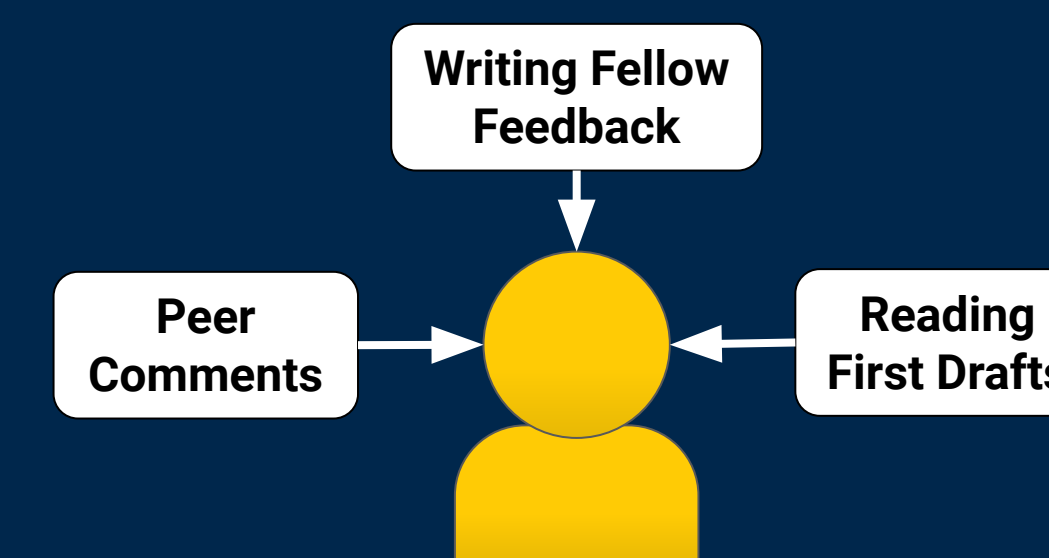 Writing Fellow
Feedback
Peer
Comments
Reading
First Drafts